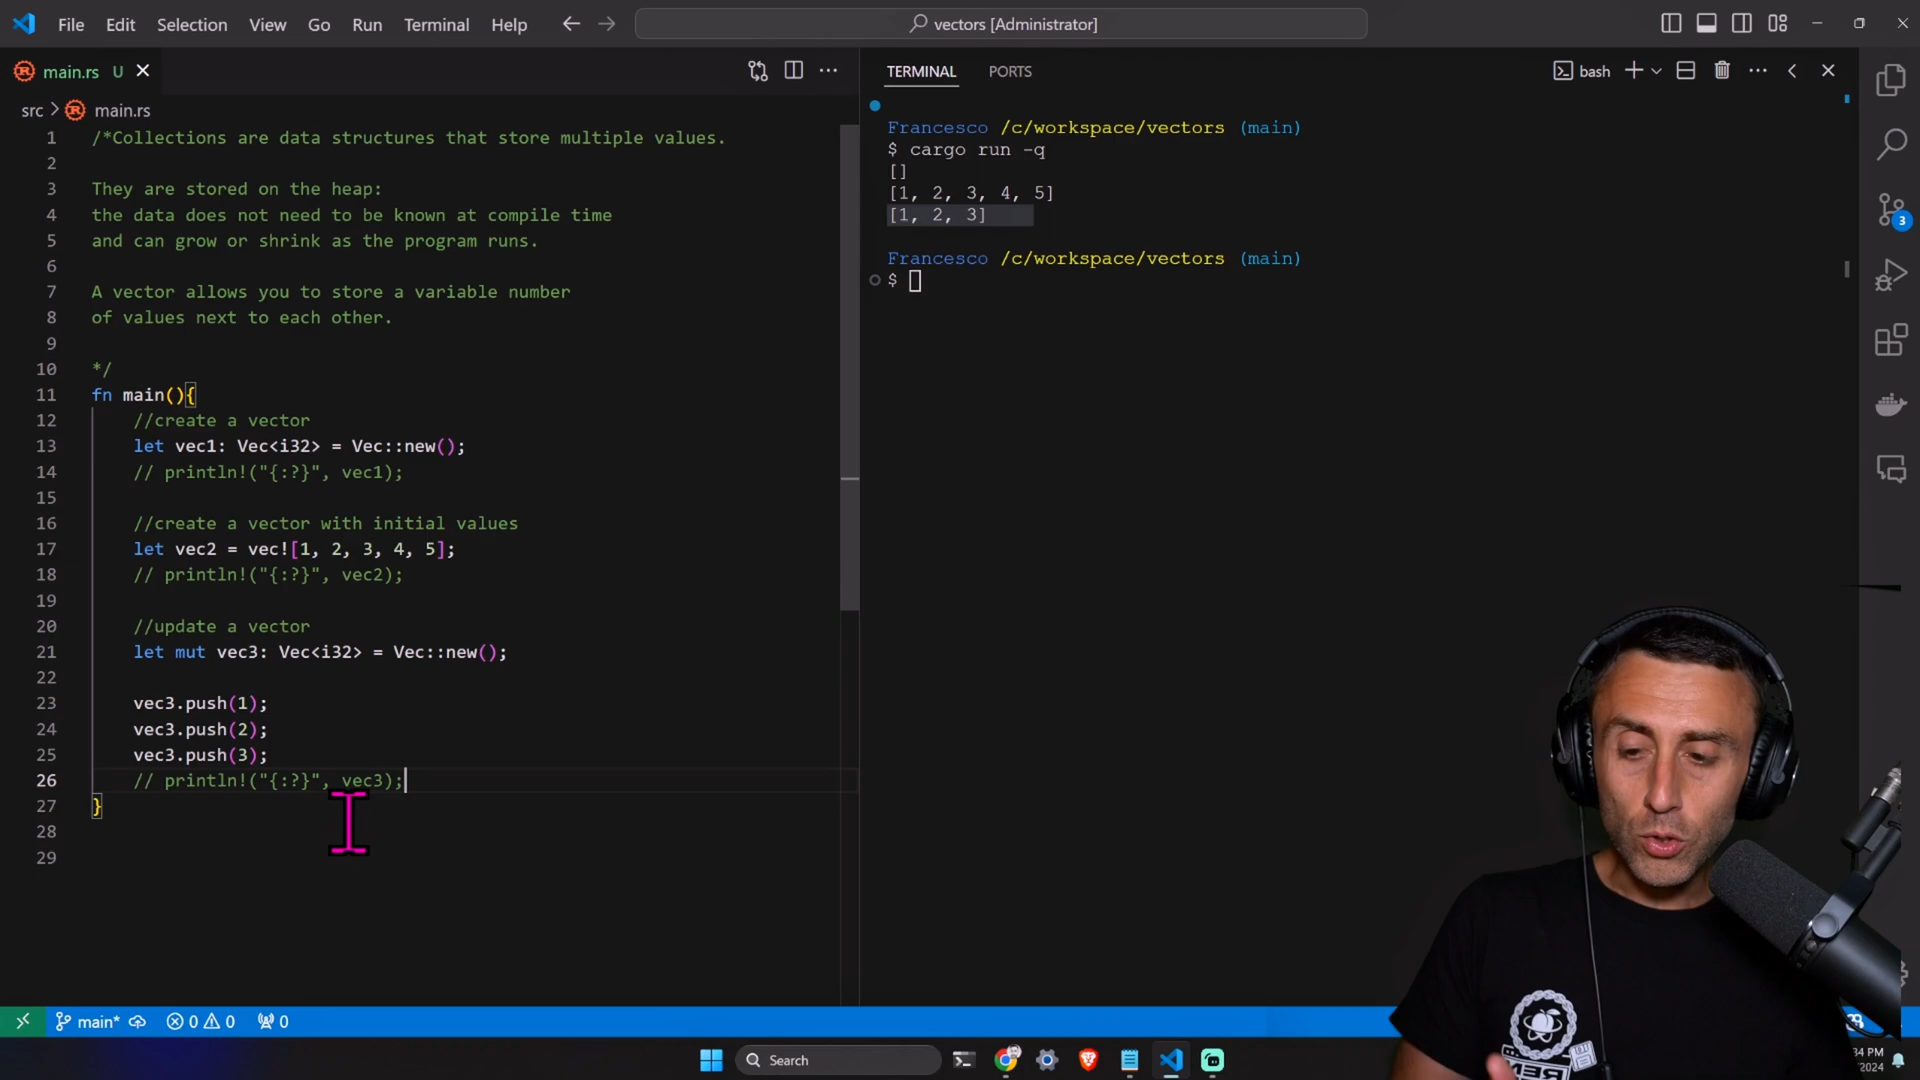 File Edit Selection View Go Run Terminal Help
vectors [Administrator]
main.rs U
src > main.rs
1 /*Collections are data structures that store multiple values.
2
3 They are stored on the heap:
4 the data does not need to be known at compile time
5 and can grow or shrink as the program runs.
6
7 A vector allows you to store a variable number
8 of values next to each other.
9
10 */
11 fn main(){
12 //create a vector
13 let vec1: Vec<i32> = Vec::new();
14 // println!("{:?}", vec1);
15
16 //create a vector with initial values
17 let vec2 = vec![1, 2, 3, 4, 5];
18 // println!("{:?}", vec2);
19
20 //update a vector
21 let mut vec3: Vec<i32> = Vec::new();
22
23 vec3.push(1);
24 vec3.push(2);
25 vec3.push(3);
26 // println!("{:?}", vec3);
27 }
28
29
TERMINAL PORTS
bash
Francesco /c/workspace/vectors (main)
$ cargo run -q
[]
[1, 2, 3, 4, 5]
[1, 2, 3]
Francesco /c/workspace/vectors (main)
$
3
main* 0 0 0
Search